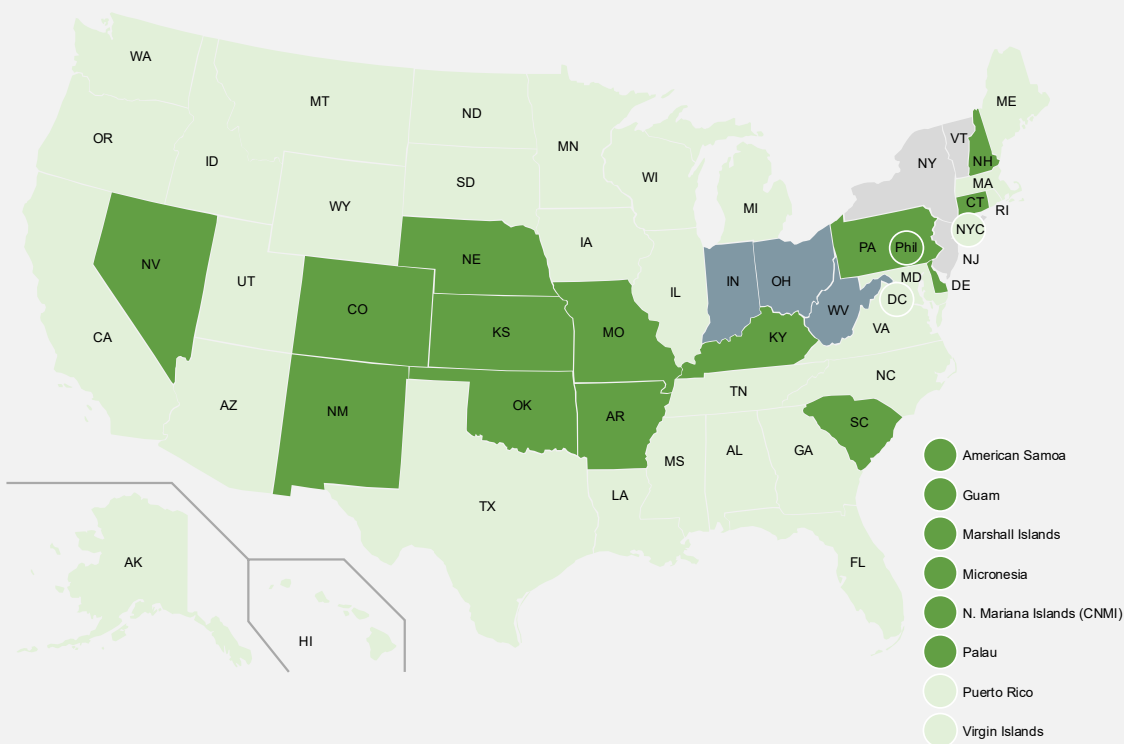 WA
MT
ND
ME
OR
MN
VT
ID
NY
NH
SD
WI
MA
WY
MI
CT
RI
NYC
IA
PA
Phil
NE
NJ
NV
MD
UT
IN
OH
DE
IL
DC
CO
WV
VA
KS
MO
KY
CA
NC
TN
AZ
NM
OK
AR
SC
MS
AL
GA
TX
LA
FL
AK
HI
American Samoa
Guam
Marshall Islands
Micronesia
N. Mariana Islands (CNMI)
Palau
Puerto Rico
Virgin Islands